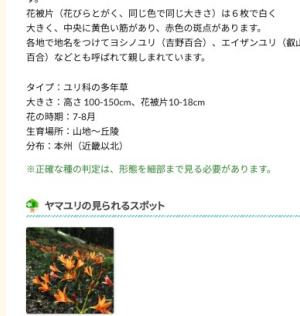 す。
花被片（花びらとがく、同じ色で同じ大きさ）は６枚で白く
大きく、中央に黄色い筋があり、赤色の斑点があります。
各地で地名をつけてヨシノユリ（吉野百合）、エイザンユリ（叡山
百合）などとも呼ばれて親しまれています。
タイプ：ユリ科の多年草
大きさ：高さ 100-150cm、花被片10-18cm
花の時期：7-8月
生育場所：山地〜丘陵
分布：本州（近畿以北）
※正確な種の判定は、形態を細部まで見る必要があります。
ヤマユリの見られるスポット